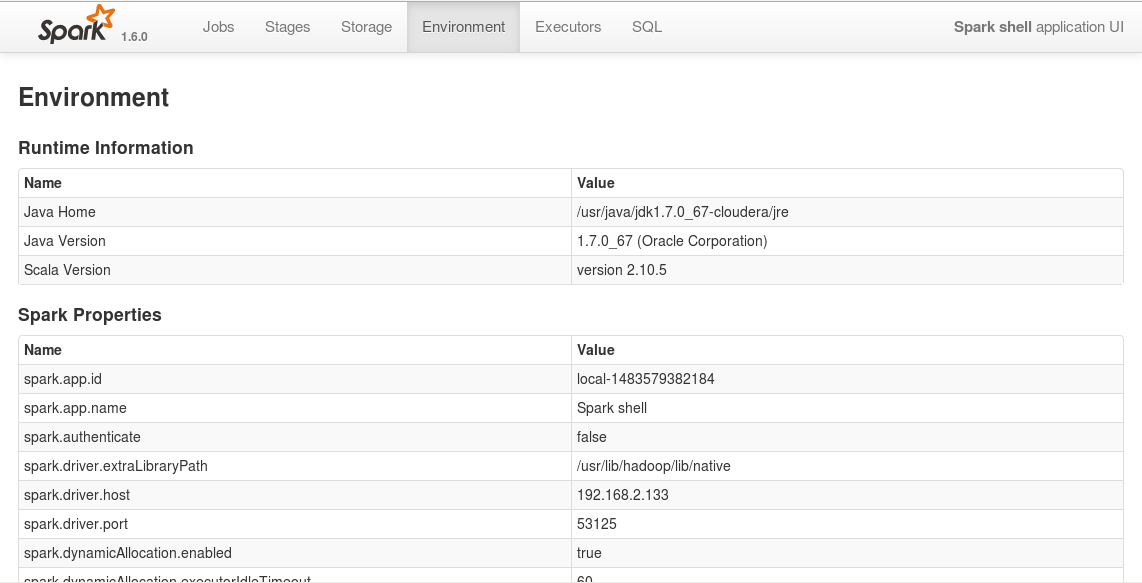 Spark 1.6.0 Jobs Stages Storage Environment Executors SQL Spark shell application UI
Environment
Runtime Information
Name Value
Java Home /usr/java/jdk1.7.0_67-cloudera/jre
Java Version 1.7.0_67 (Oracle Corporation)
Scala Version version 2.10.5
Spark Properties
Name Value
spark.app.id local-1483579382184
spark.app.name Spark shell
spark.authenticate false
spark.driver.extraLibraryPath /usr/lib/hadoop/lib/native
spark.driver.host 192.168.2.133
spark.driver.port 53125
spark.dynamicAllocation.enabled true
spark.dynamicAllocation.executorIdleTimeout 60